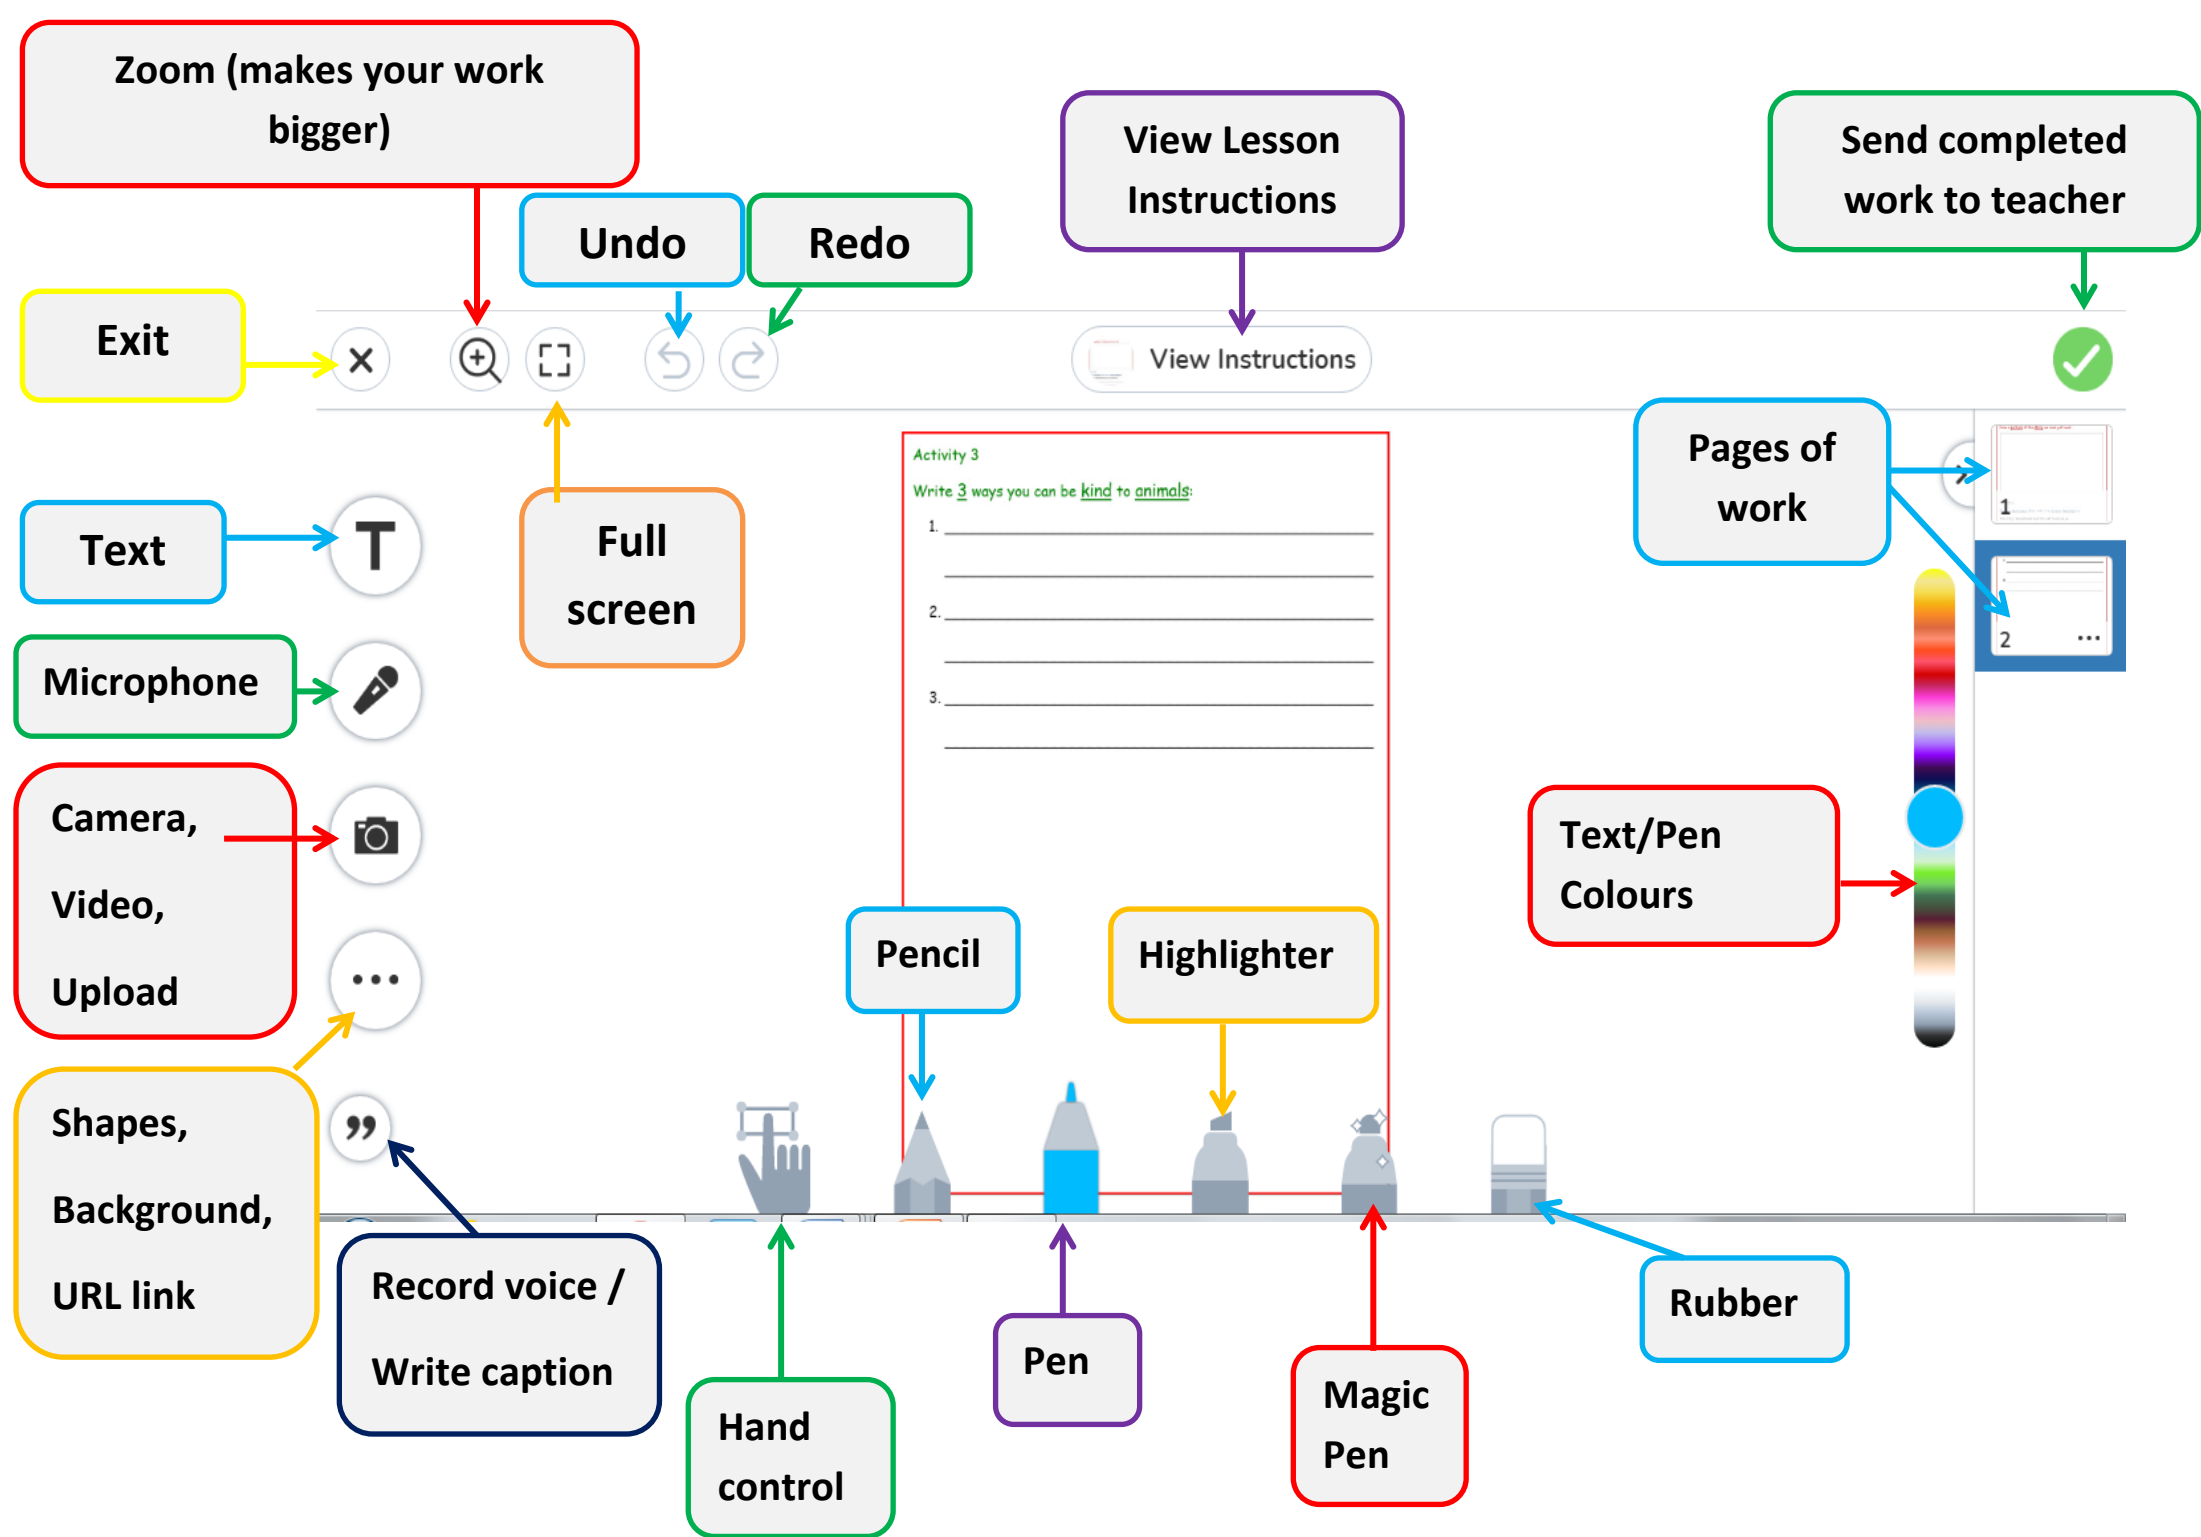 Zoom (makes your work
bigger)
View Lesson
Instructions
Send completed
work to teacher
Undo
Redo
Exit
View Instructions
Pages of
work
1
2
Activity 3
Write 3 ways you can be kind to animals:
1.
2.
3.
Text
T
Full
screen
Microphone
Camera,
Video,
Upload
Text/Pen
Colours
Pencil
Highlighter
Shapes,
Background,
URL link
Record voice /
Write caption
Hand
control
Pen
Magic
Pen
Rubber